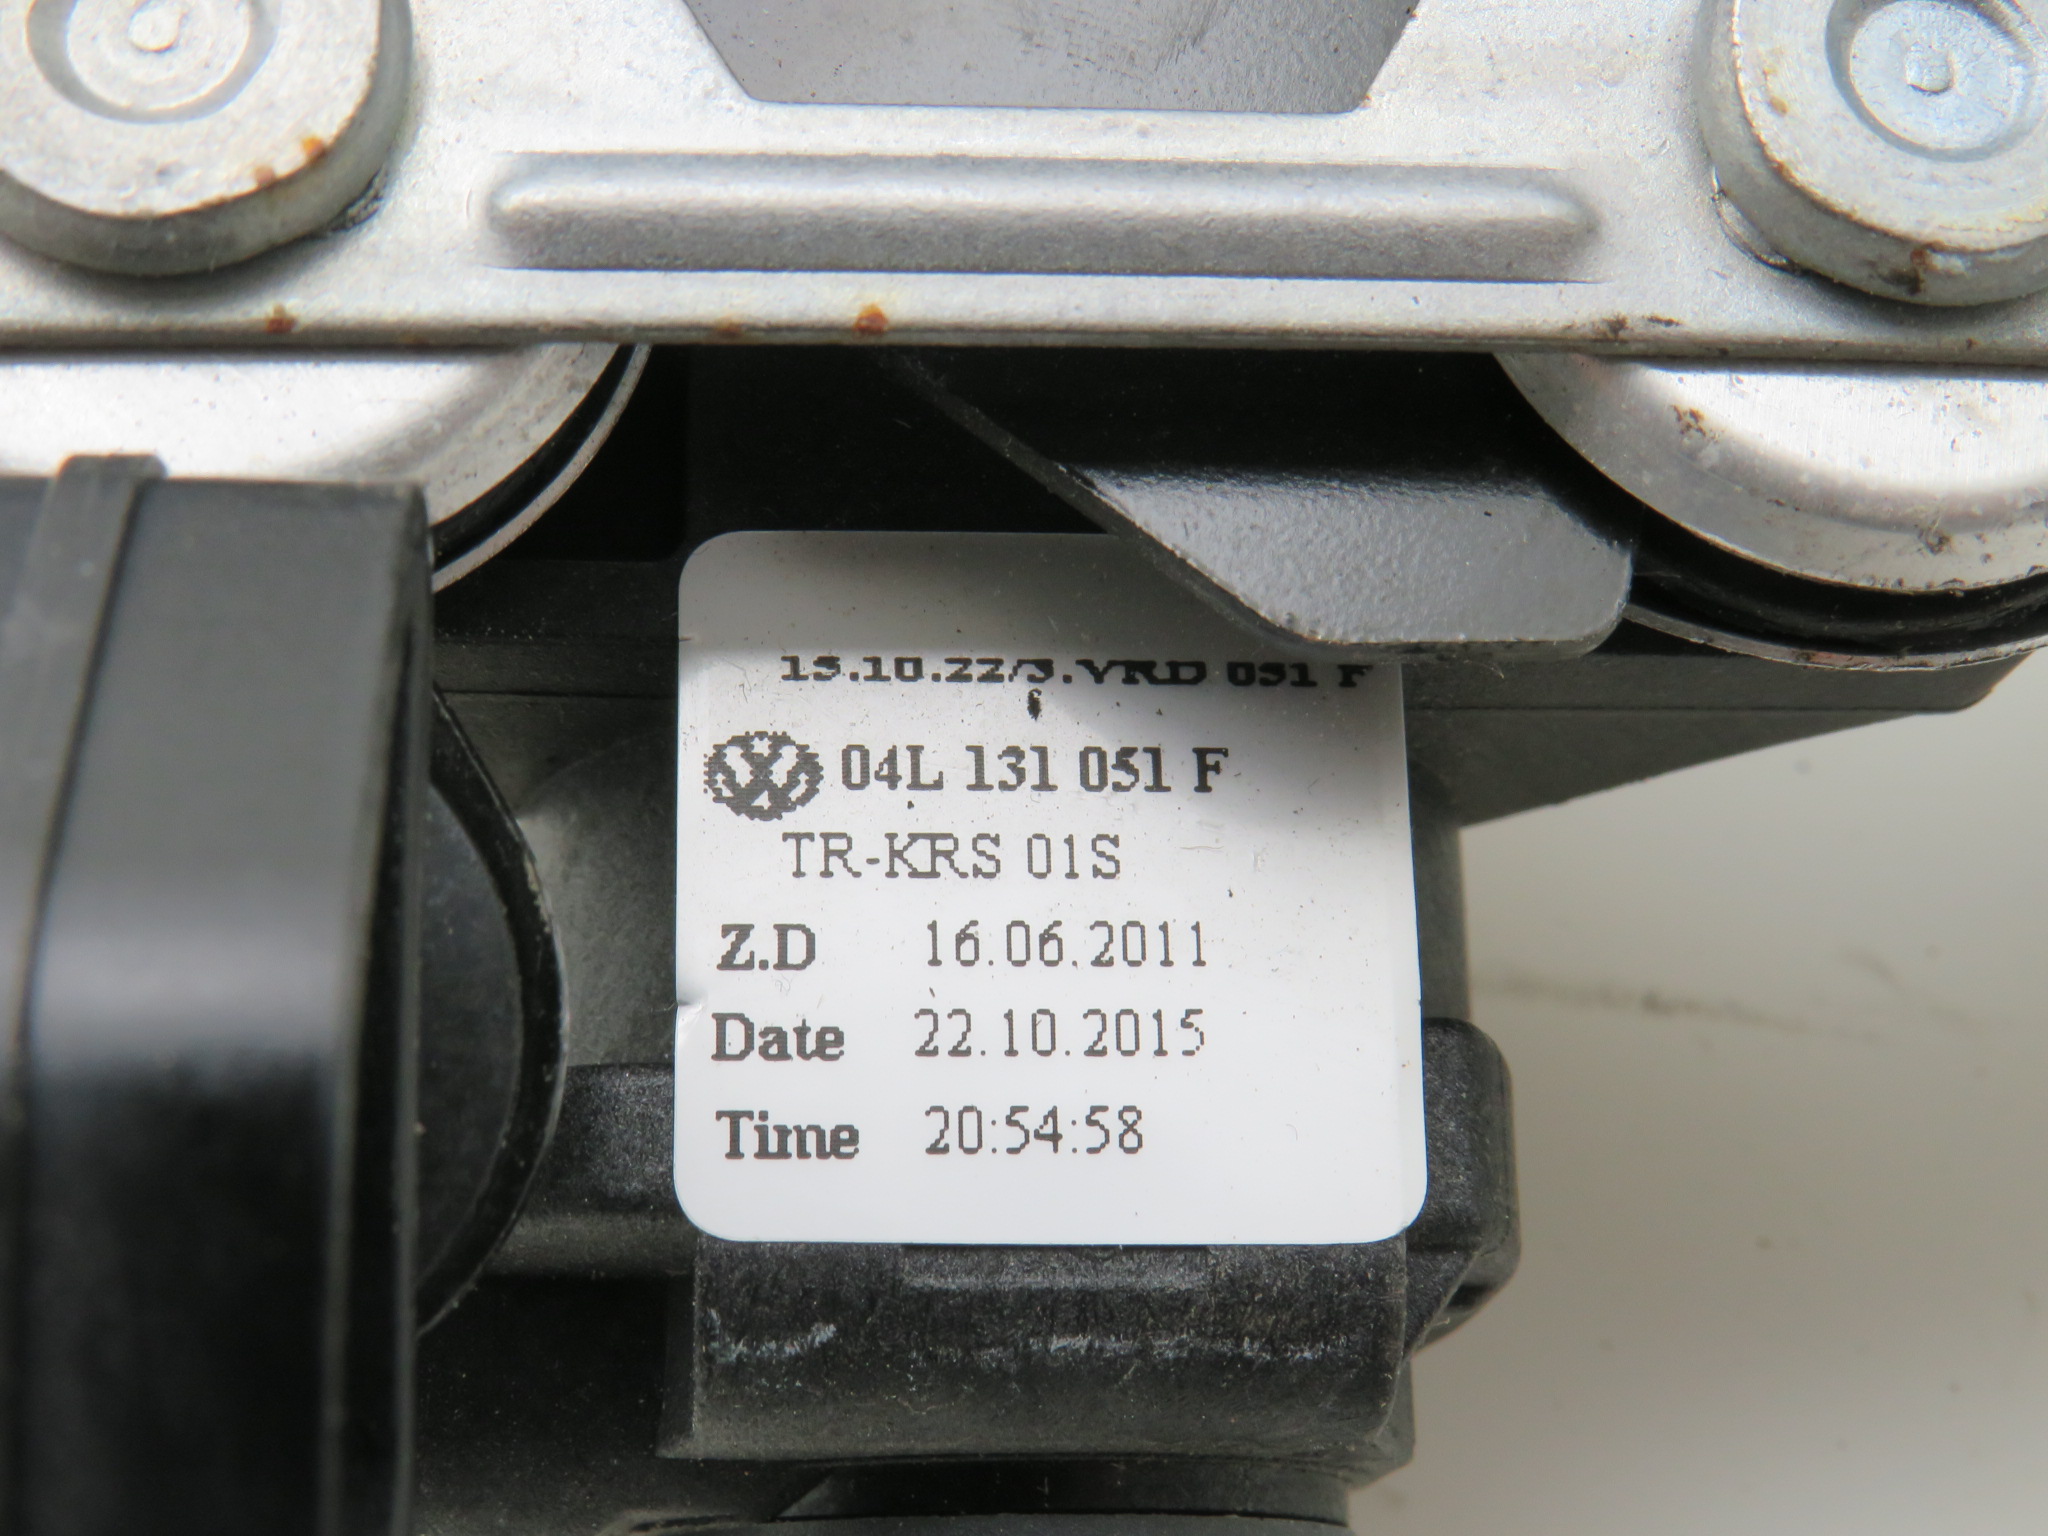 15.10.22/3.VRD 051 F
04L 131 051 F
TR-KRS 01S
Z.D 16.06.2011
Date 22.10.2015
Time 20:54:58